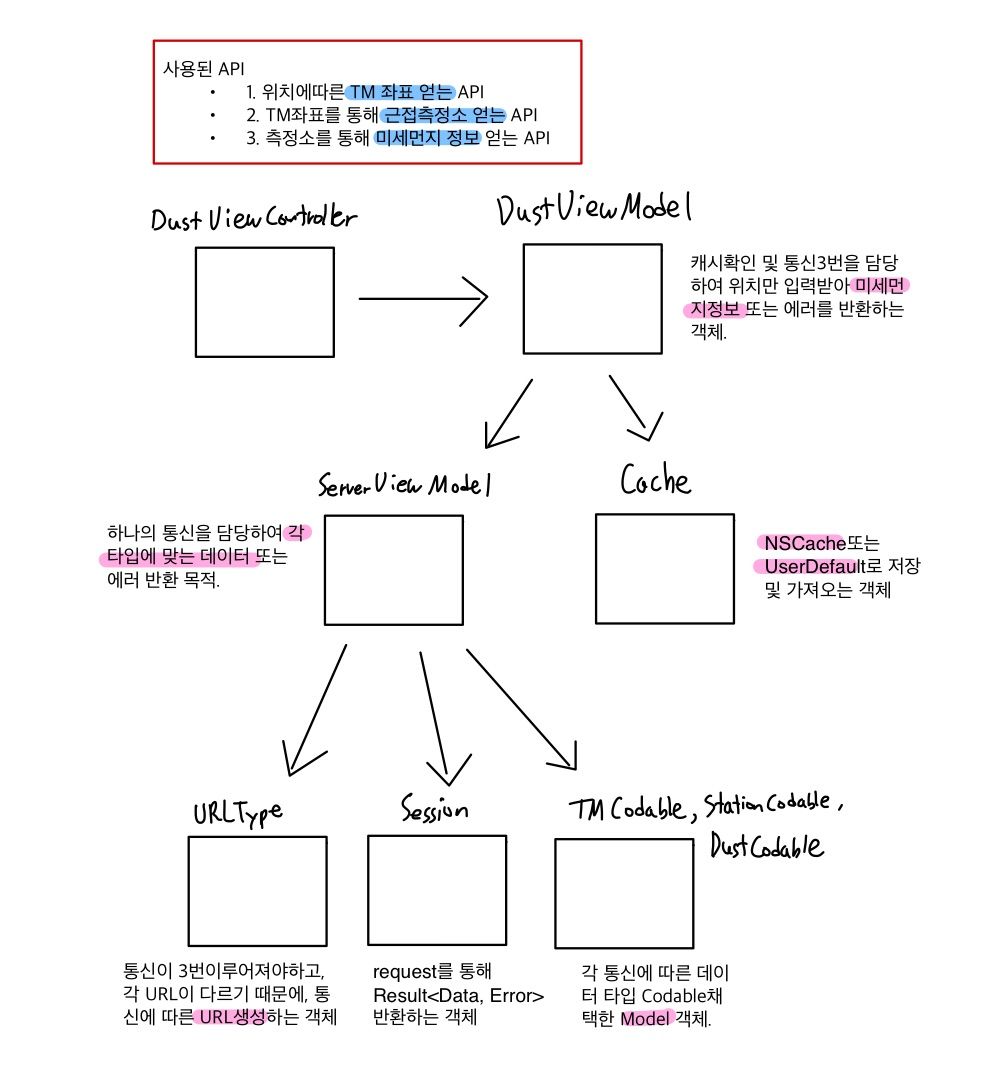 사용된 API
• 1. 위치에따른 TM 좌표 얻는 API
• 2. TM좌표를 통해 근접측정소 얻는 API
• 3. 측정소를 통해 미세먼지 정보 얻는 API
DustViewController
DustViewModel
캐시확인 및 통신3번을 담당
하여 위치만 입력받아 미세먼
지정보 또는 에러를 반환하는
객체.
ServerViewModel
하나의 통신을 담당하여 각
타입에 맞는 데이터 또는
에러 반환 목적.
Cache
NSCache또는
UserDefault로 저장
및 가져오는 객체
URLType
통신이 3번이루어져야하고,
각 URL이 다르기 때문에, 통
신에 따른 URL생성하는 객체
Session
request를 통해
Result<Data, Error>
반환하는 객체
TMCodable, StationCodable,
DustCodable
각 통신에 따른 데이
터 타입 Codable채
택한 Model 객체.